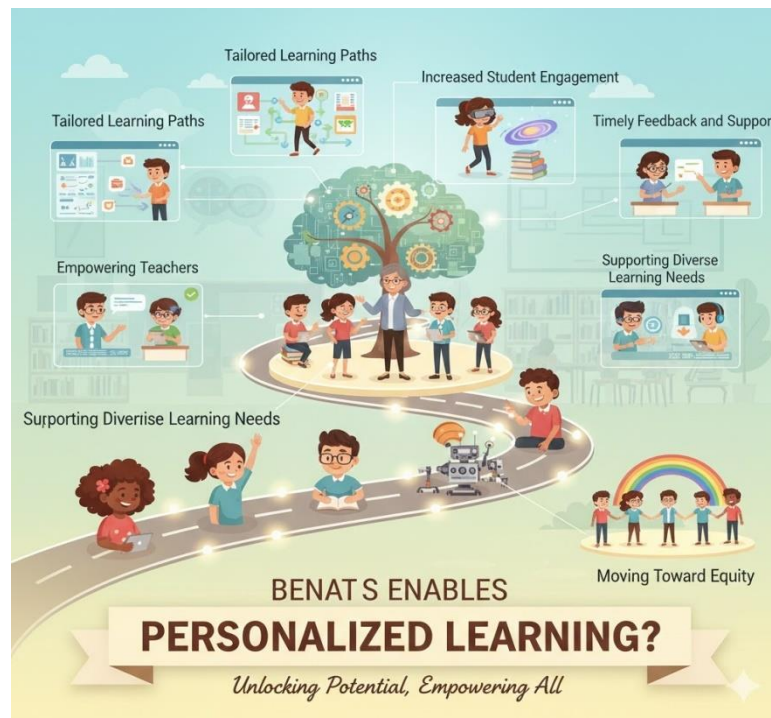 Tailored Learning Paths
Increased Student Engagement
Tailored Learning Paths
Timely Feedback and Suppor
Empowering Teachers
Supporting Diverse
Learning Needs
Supporting Diverrise Learning Needs
Moving Toward Equity
BENAT S ENABLES
PERSONALIZED LEARNING?
Unlocking Potential, Empowering All